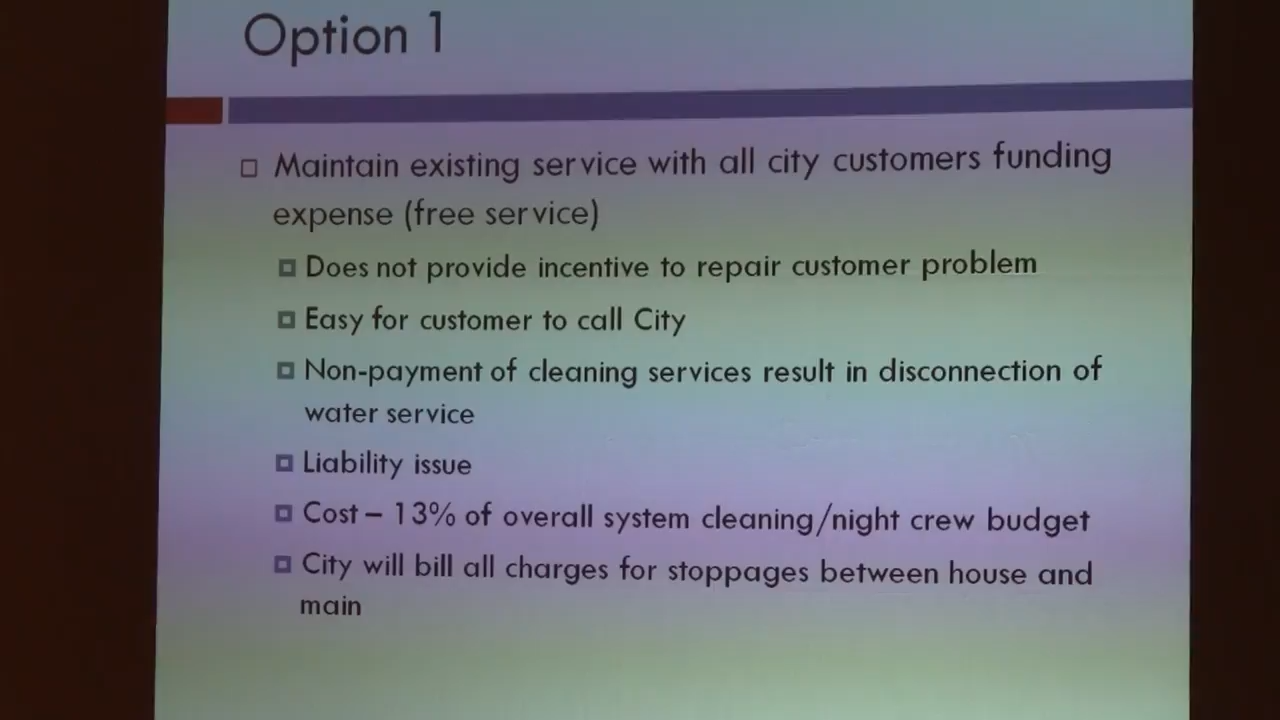 Option 1
Maintain existing service with all city customers funding
expense (free service)
Does not provide incentive to repair customer problem
Easy for customer to call City
Non-payment of cleaning services result in disconnection of
water service
Liability issue
Cost – 13% of overall system cleaning/night crew budget
City will bill all charges for stoppages between house and
main